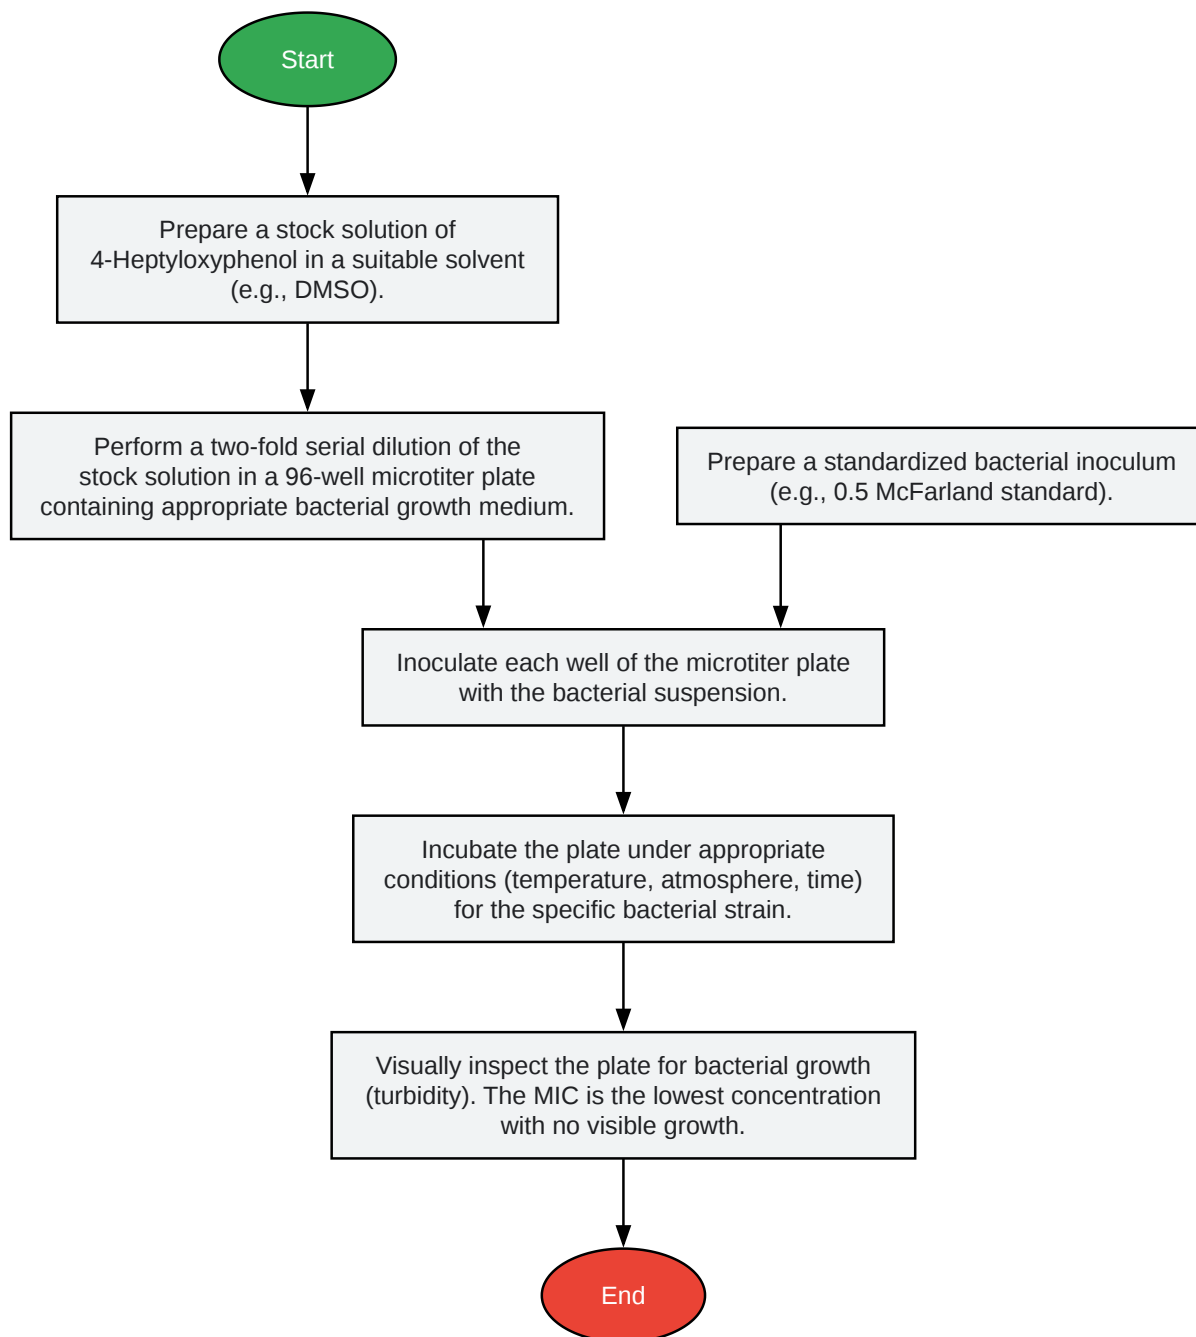 Start
Prepare a stock solution of
4-Heptyloxyphenol in a suitable solvent
(e.g., DMSO).
Perform a two-fold serial dilution of the
stock solution in a 96-well microtiter plate
containing appropriate bacterial growth medium.
Prepare a standardized bacterial inoculum
(e.g., 0.5 McFarland standard).
Inoculate each well of the microtiter plate
with the bacterial suspension.
Incubate the plate under appropriate
conditions (temperature, atmosphere, time)
for the specific bacterial strain.
Visually inspect the plate for bacterial growth
(turbidity). The MIC is the lowest concentration
with no visible growth.
End